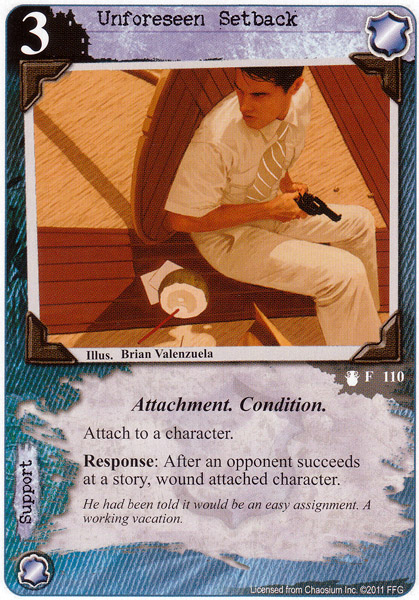 3
Unforeseen Setback
Illus. Brian Valenzuela
F 110
Attachment. Condition.
Attach to a character.
Response: After an opponent succeeds
at a story, wound attached character.
He had been told it would be an easy assignment. A
working vacation.
Support
Licensed from Chaosium Inc. ©2011 FFG